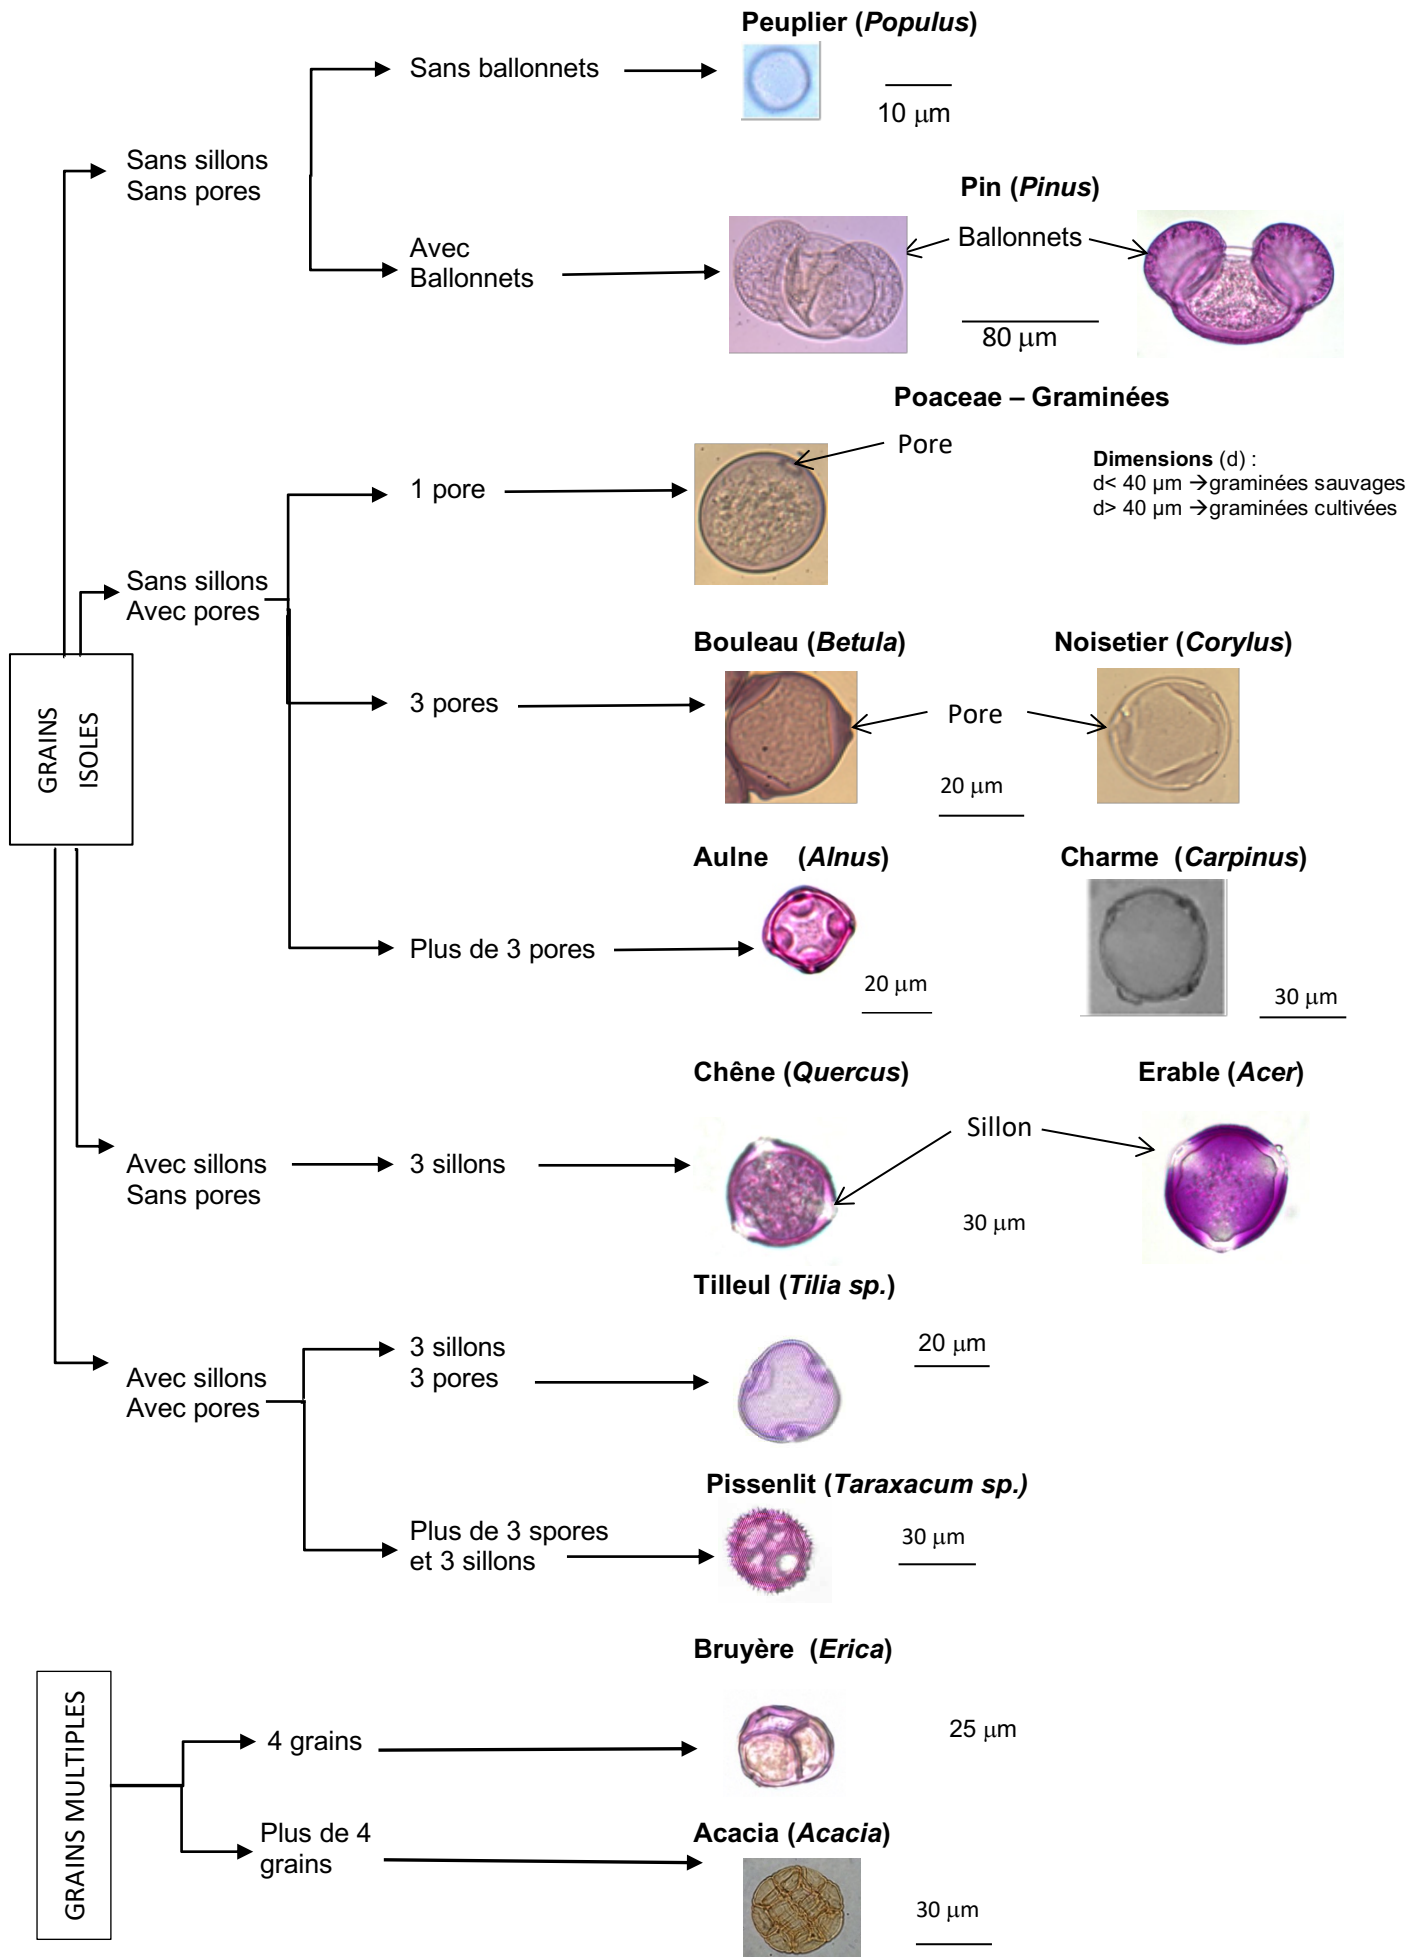 Peuplier (Populus)
Sans ballonnets
10 µm
Sans sillons
Sans pores
Pin (Pinus)
Ballonnets
Avec
Ballonnets
80 µm
Poaceae – Graminées
Pore
Dimensions (d) :
d< 40 µm →graminées sauvages
d> 40 µm →graminées cultivées
1 pore
Sans sillons
Avec pores
Bouleau (Betula)
Noisetier (Corylus)
GRAINS
ISOLES
3 pores
Pore
20 µm
Aulne (Alnus)
Charme (Carpinus)
Plus de 3 pores
20 µm
30 µm
Chêne (Quercus)
Erable (Acer)
Sillon
Avec sillons
Sans pores
3 sillons
30 µm
Tilleul (Tilia sp.)
3 sillons
3 pores
20 µm
Avec sillons
Avec pores
Pissenlit (Taraxacum sp.)
Plus de 3 spores
et 3 sillons
30 µm
Bruyère (Erica)
GRAINS MULTIPLES
4 grains
25 µm
Plus de 4
grains
Acacia (Acacia)
30 µm